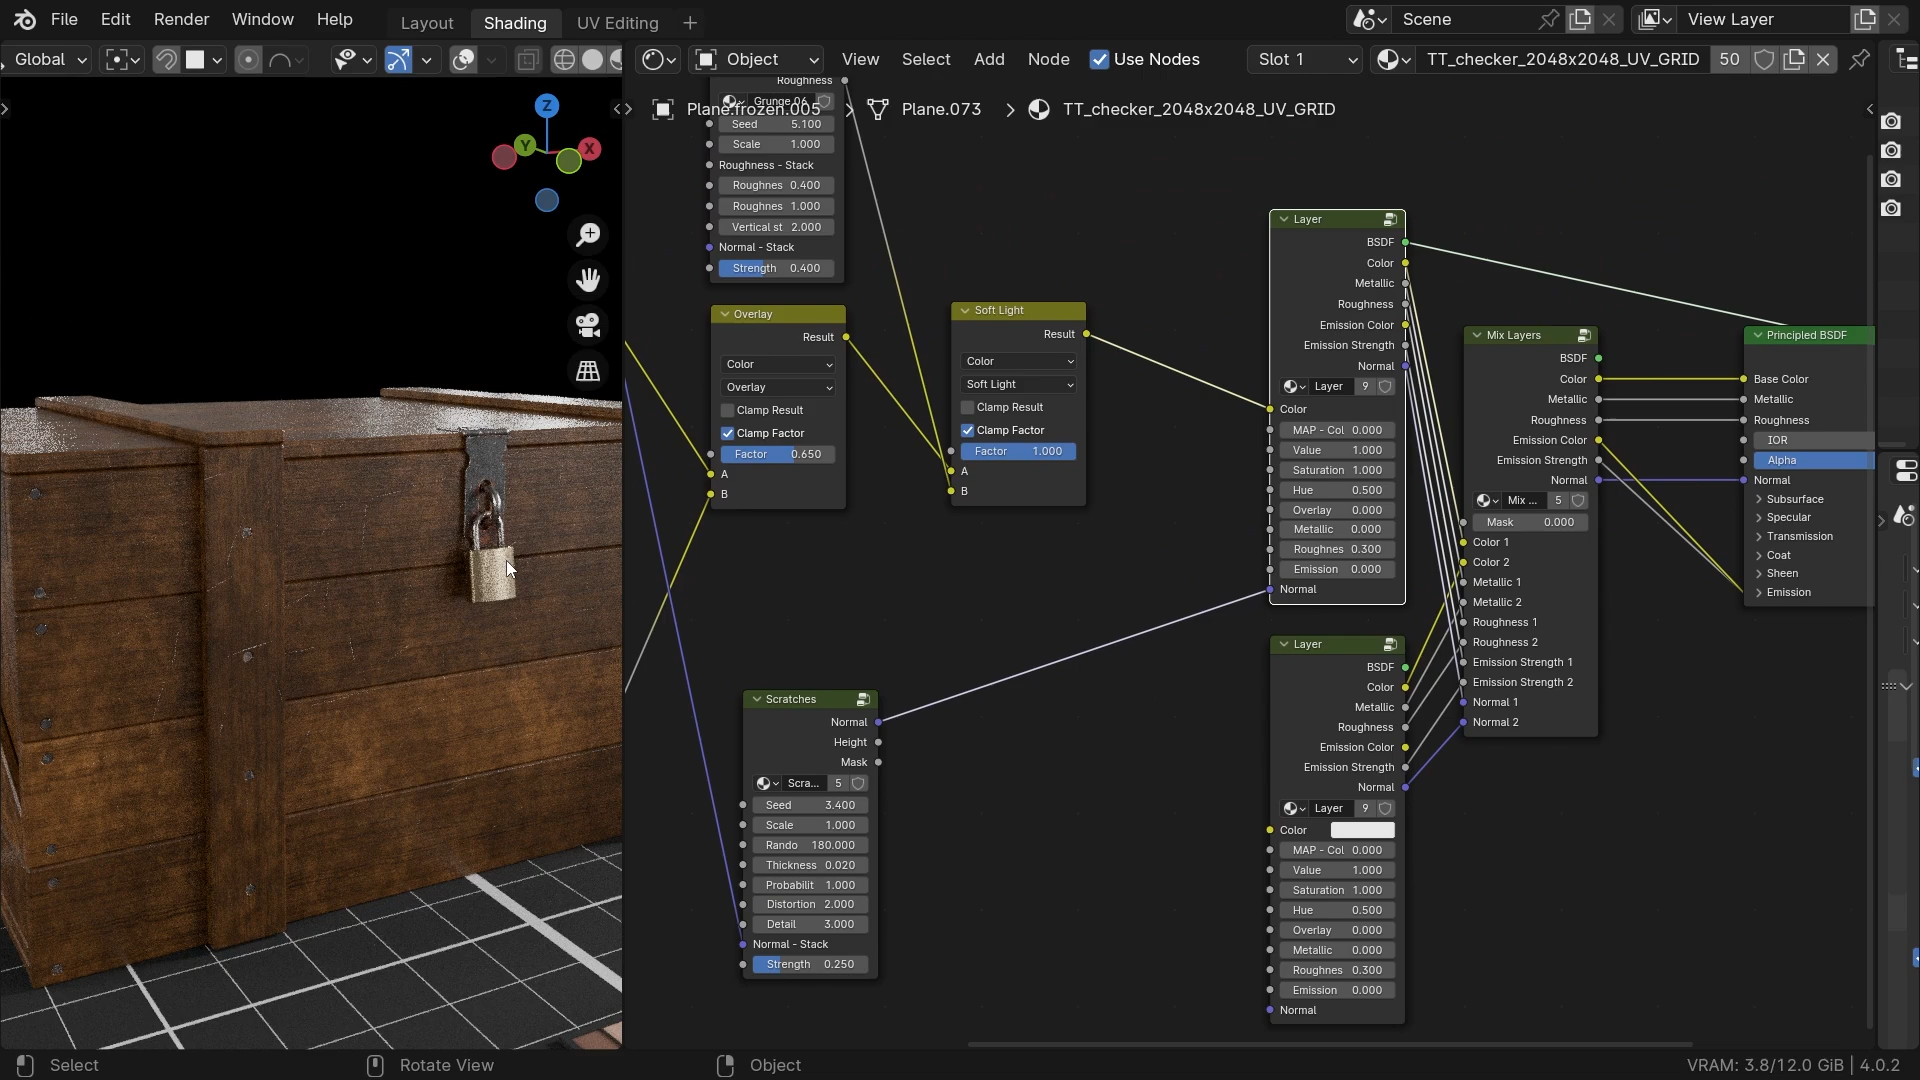 File Edit Render Window Help Layout Shading UV Editing + Scene View Layer
Global Object View Select Add Node Use Nodes Slot 1 TT_checker_2048x2048_UV_GRID 50
Z
Y X
Plane.frozen.005 > Plane.073 > TT_checker_2048x2048_UV_GRID
Roughness
Grunge 06
Seed 5.100
Scale 1.000
Roughness - Stack
Roughnes 0.400
Roughnes 1.000
Vertical st 2.000
Normal - Stack
Strength 0.400
Overlay
Result
Color
Overlay
Clamp Result
Clamp Factor
Factor 0.650
A
B
Soft Light
Result
Color
Soft Light
Clamp Result
Clamp Factor
Factor 1.000
A
B
Scratches
Normal
Height
Mask
Scra... 5
Seed 3.400
Scale 1.000
Rando 180.000
Thickness 0.020
Probabilit 1.000
Distortion 2.000
Detail 3.000
Normal - Stack
Strength 0.250
Layer
BSDF
Color
Metallic
Roughness
Emission Color
Emission Strength
Normal
Layer 9
Color
MAP - Col 0.000
Value 1.000
Saturation 1.000
Hue 0.500
Overlay 0.000
Metallic 0.000
Roughnes 0.300
Emission 0.000
Normal
Layer
BSDF
Color
Metallic
Roughness
Emission Color
Emission Strength
Normal
Layer 9
Color
MAP - Col 0.000
Value 1.000
Saturation 1.000
Hue 0.500
Overlay 0.000
Metallic 0.000
Roughnes 0.300
Emission 0.000
Normal
Mix Layers
BSDF
Color
Metallic
Roughness
Emission Color
Emission Strength
Normal
Mix ... 5
Mask 0.000
Color 1
Color 2
Metallic 1
Metallic 2
Roughness 1
Roughness 2
Emission Strength 1
Emission Strength 2
Normal 1
Normal 2
Principled BSDF
Base Color
Metallic
Roughness
IOR
Alpha
Normal
Subsurface
Specular
Transmission
Coat
Sheen
Emission
Select Rotate View Object VRAM: 3.8/12.0 GiB | 4.0.2